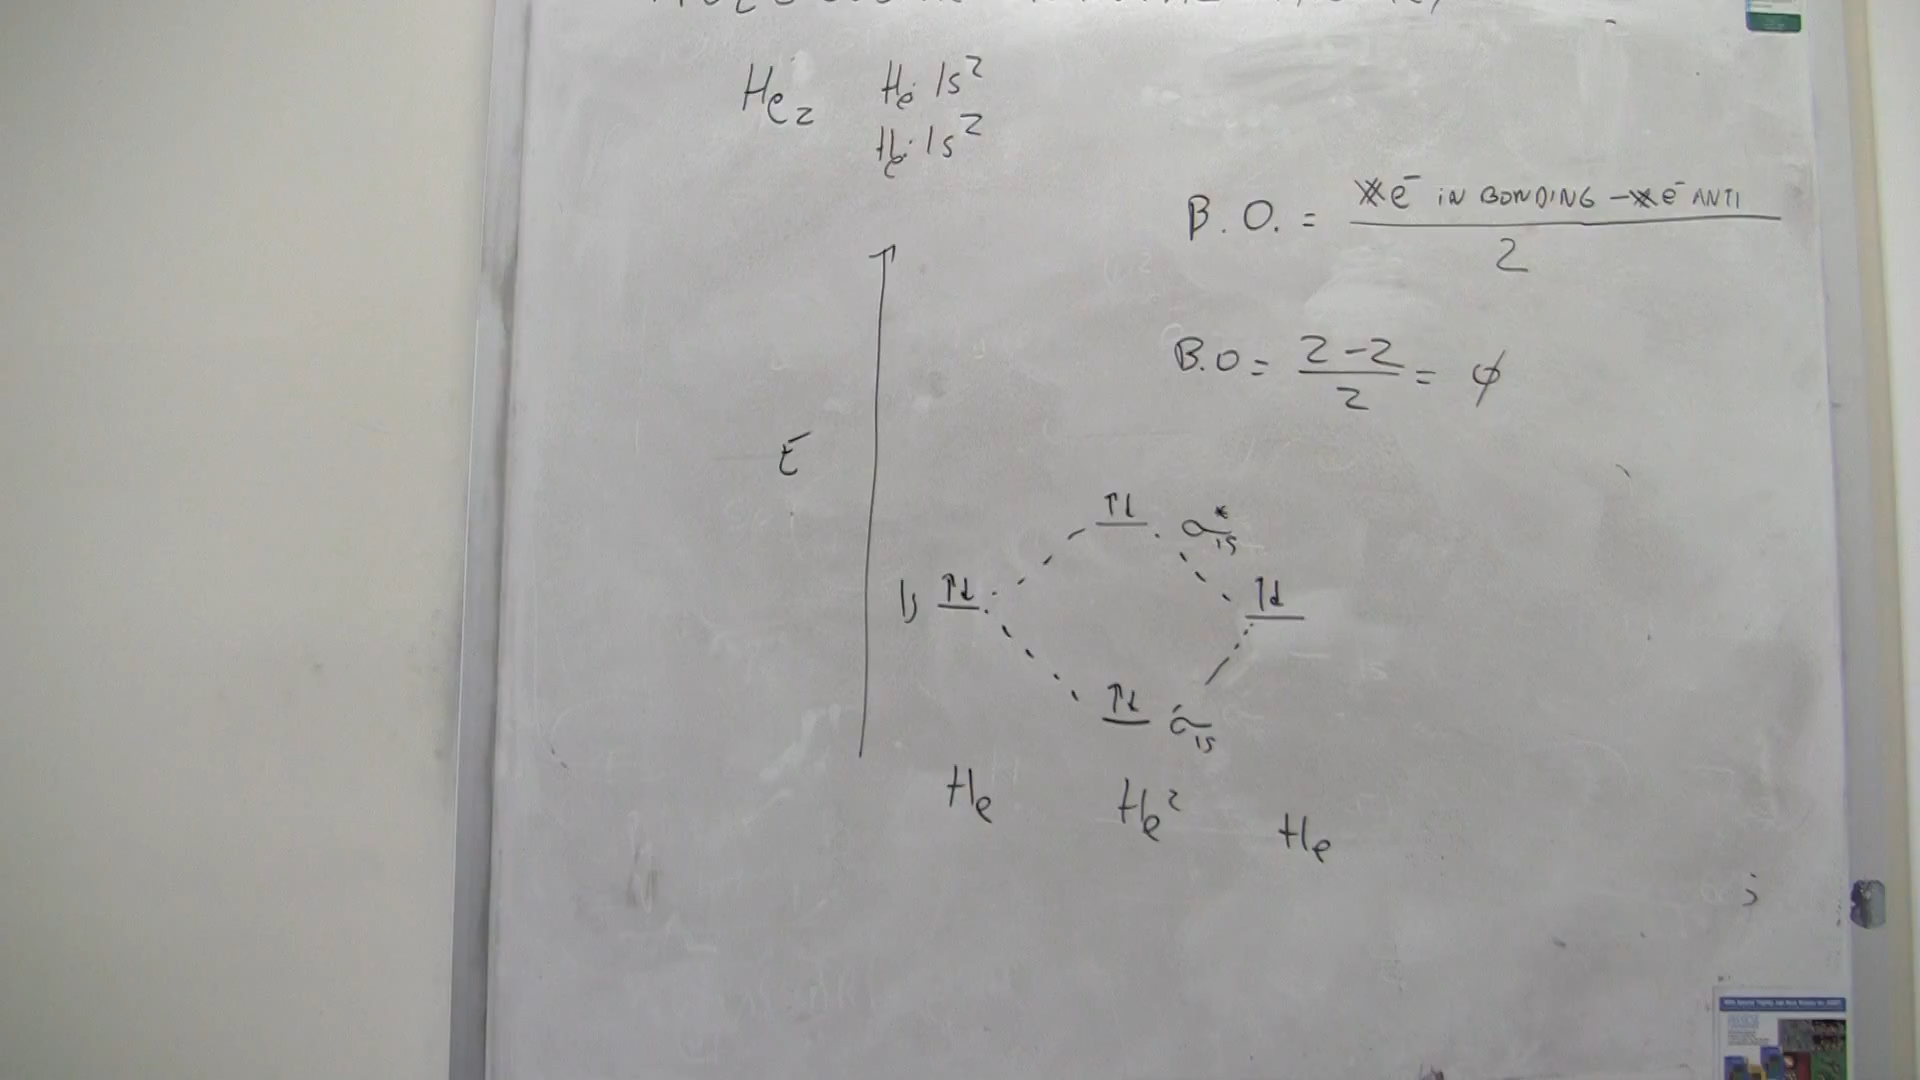 He2 He: 1s²
He: 1s²
B.O. = #e⁻ IN BONDING - #e⁻ ANTI
2
B.O = 2-2 = ϕ
2
E
↑↓ σ*1s
1s ↑↓ ↑↓
↑↓ σ1s
He He2 He